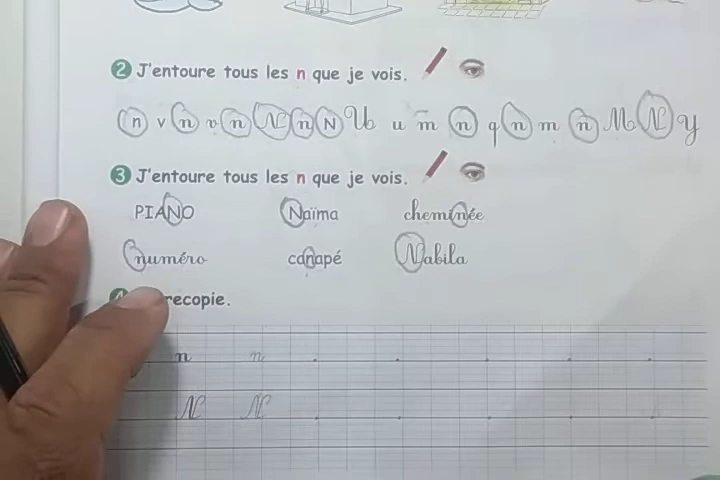 2 J'entoure tous les n que je vois.
n v n v n N n N U u m n q n m n M N y
3 J'entoure tous les n que je vois.
PIANO Naïma cheminée
numéro canapé Nabila
recopie.
n n
N N